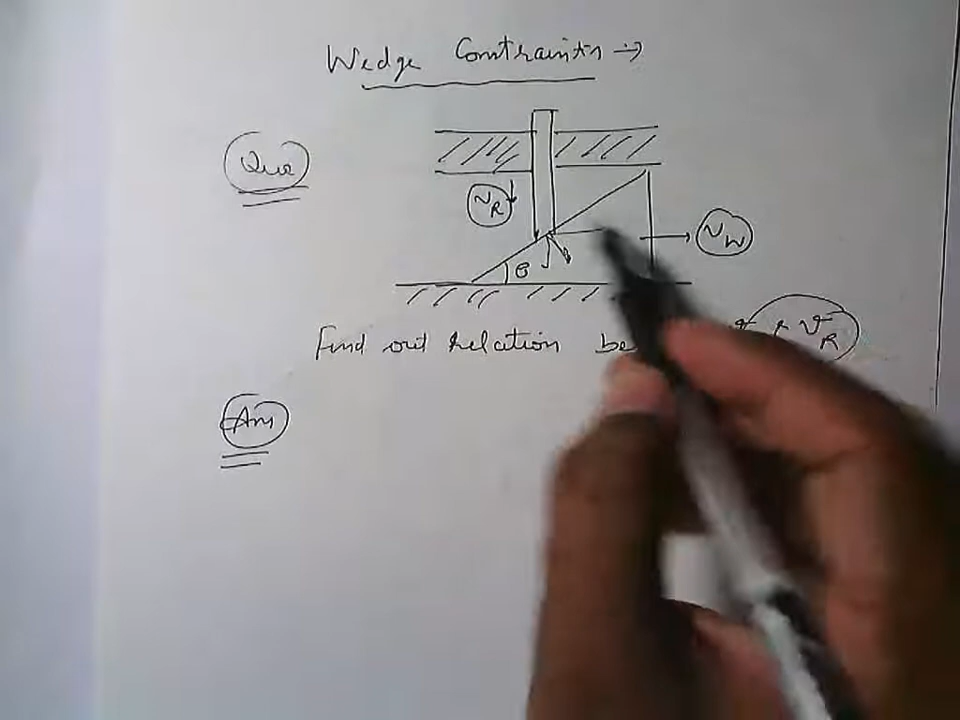 Wedge Constraints →
Que
v_R
v_W
θ
Find out relation be
v_R
Ans